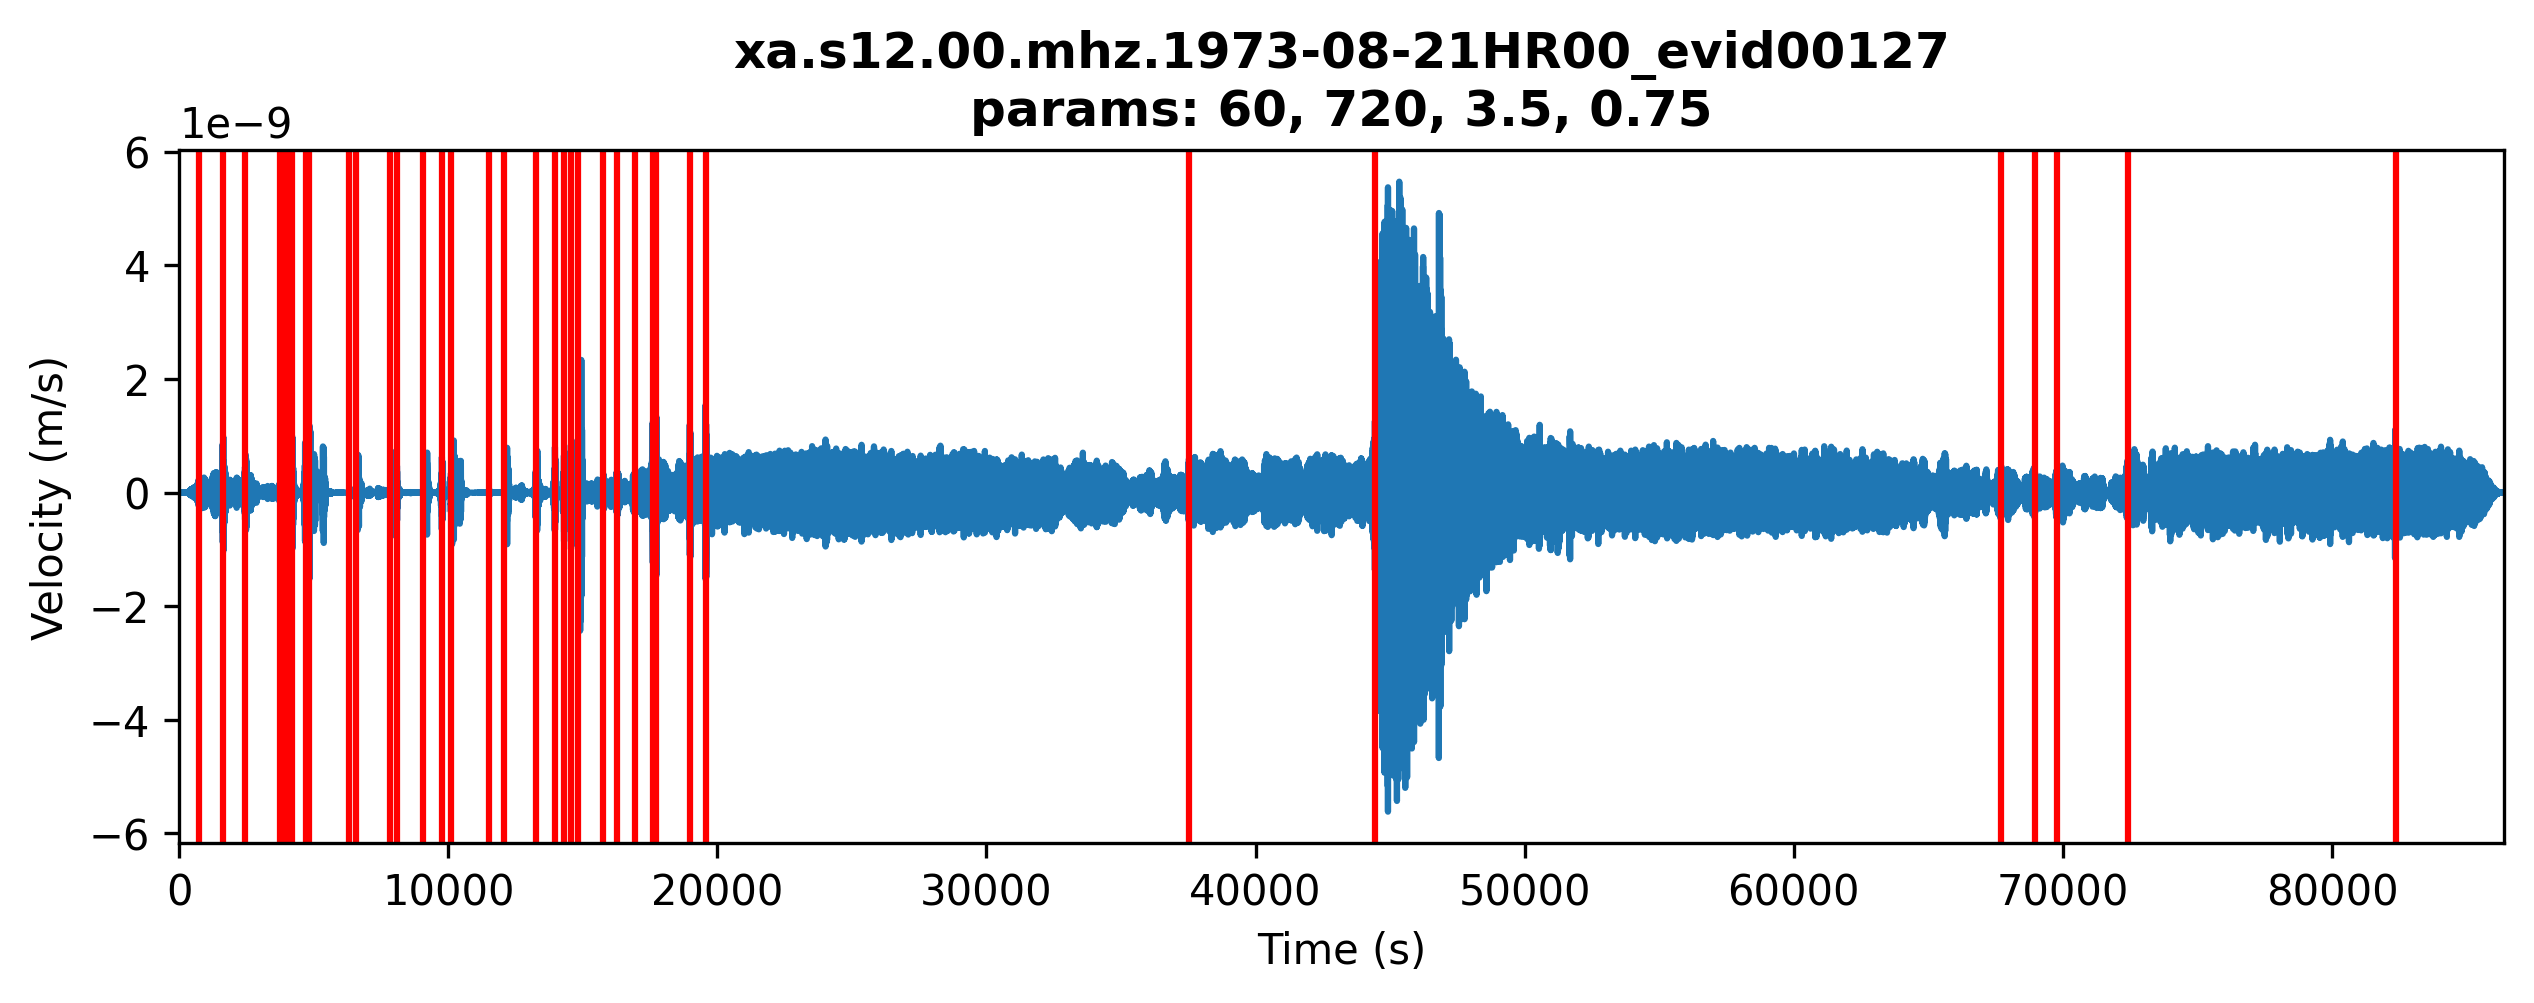 xa.s12.00.mhz.1973-08-21HR00_evid00127
params: 60, 720, 3.5, 0.75
1e−9
6
4
2
0
−2
−4
−6
Velocity (m/s)
0 10000 20000 30000 40000 50000 60000 70000 80000
Time (s)